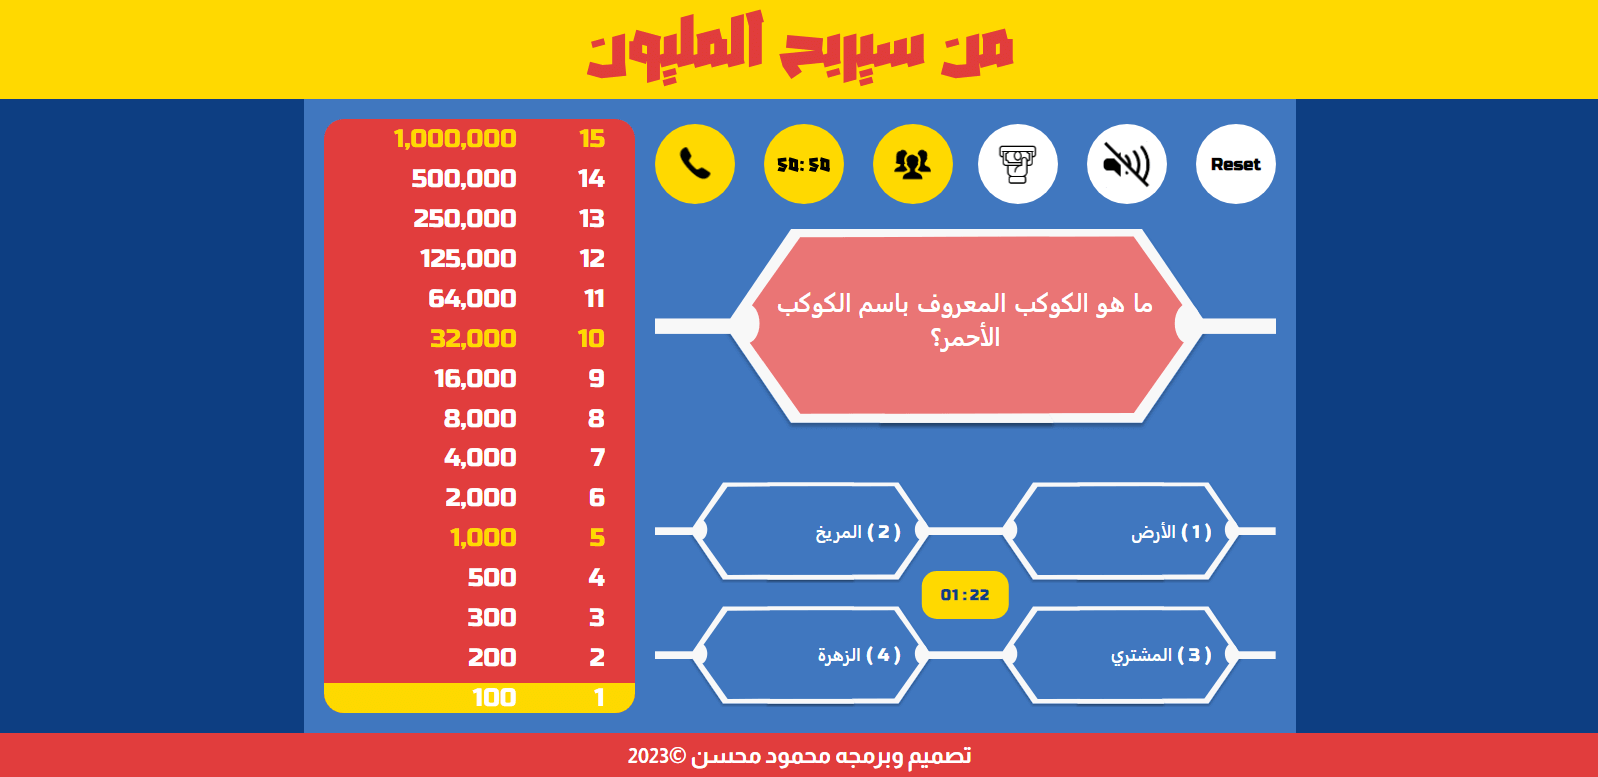 من سيربح المليون
Reset
50:50
15 1,000,000
14 500,000
13 250,000
12 125,000
11 64,000
10 32,000
9 16,000
8 8,000
7 4,000
6 2,000
5 1,000
4 500
3 300
2 200
1 100
ما هو الكوكب المعروف باسم الكوكب
الأحمر؟
( 1 ) الأرض
( 2 ) المريخ
01 : 22
( 3 ) المشتري
( 4 ) الزهرة
تصميم وبرمجه محمود محسن ©2023